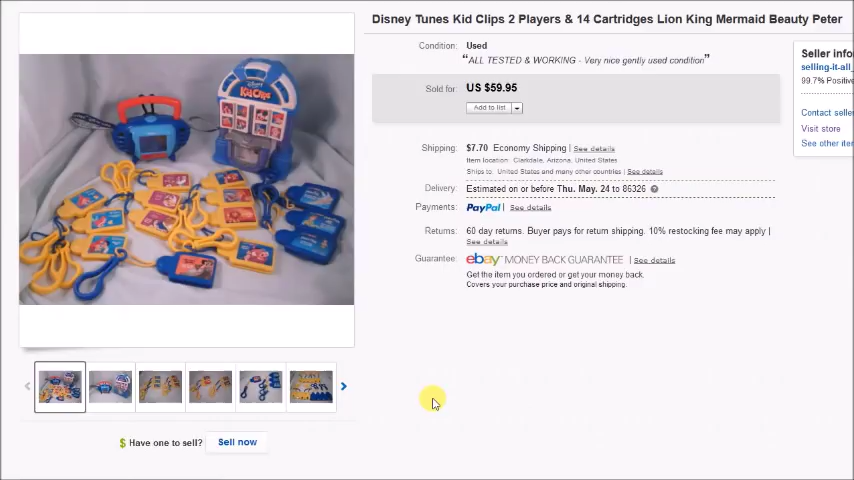 Disney Tunes Kid Clips 2 Players & 14 Cartridges Lion King Mermaid Beauty Peter
Condition: Used
"ALL TESTED & WORKING - Very nice gently used condition"
Sold for: US $59.95
Add to list
Shipping: $7.70 Economy Shipping | See details
Item location: Clarkdale, Arizona, United States
Ships to: United States and many other countries | See details
Delivery: Estimated on or before Thu. May. 24 to 86326
Payments: PayPal | See details
Returns: 60 day returns. Buyer pays for return shipping. 10% restocking fee may apply |
See details
Guarantee: ebay MONEY BACK GUARANTEE | See details
Get the item you ordered or get your money back.
Covers your purchase price and original shipping.
Seller info
selling-it-all
99.7% Positive
Contact seller
Visit store
See other item
Kid Clips
$ Have one to sell? Sell now